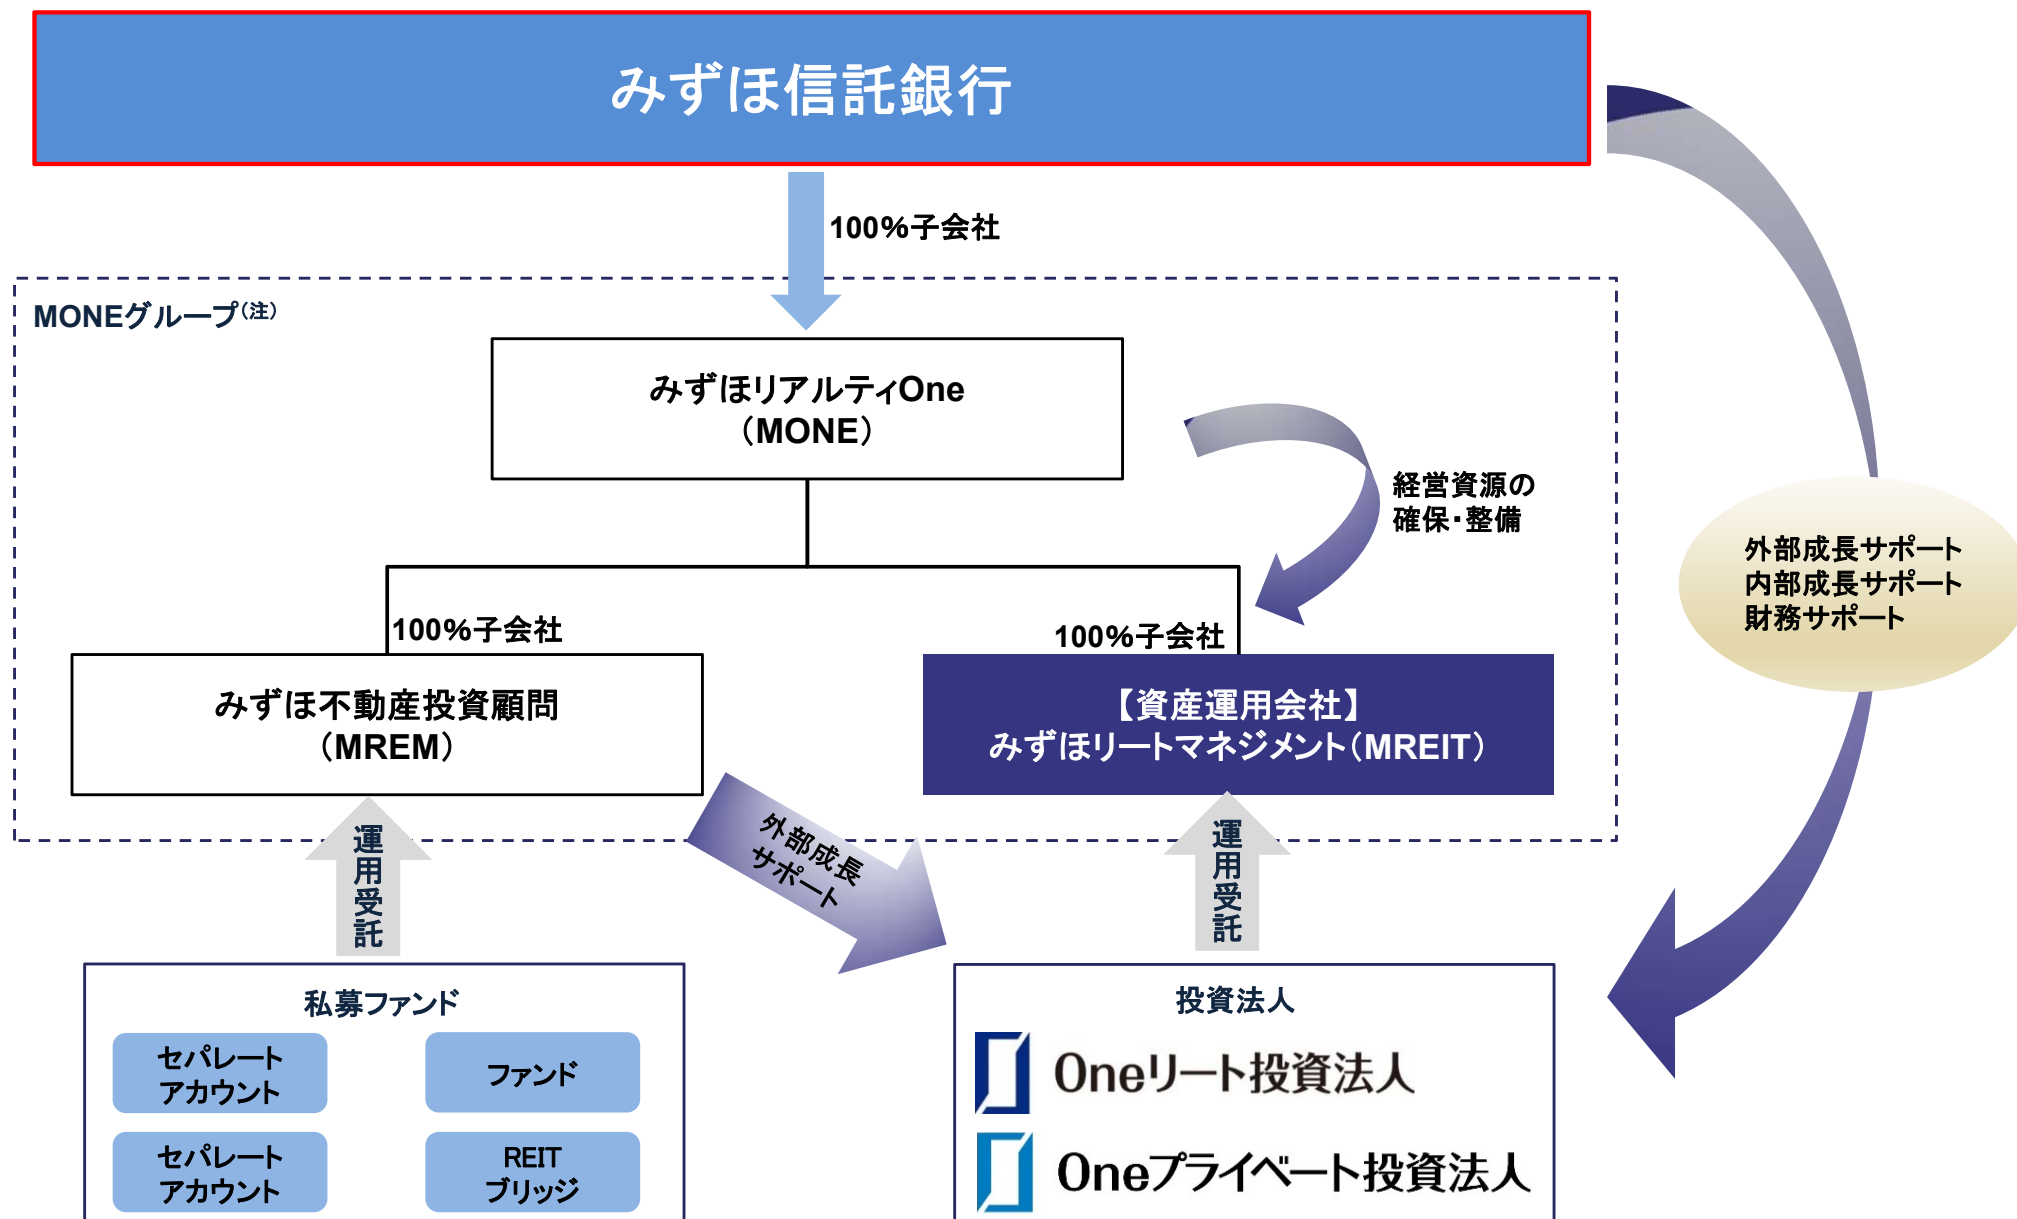 みずほ信託銀行
100%子会社
MONEグループ(注)
みずほリアルティOne
(MONE)
経営資源の
確保・整備
外部成長サポート
内部成長サポート
財務サポート
100%子会社
100%子会社
みずほ不動産投資顧問
(MREM)
【資産運用会社】
みずほリートマネジメント(MREIT)
運用受託
外部成長
サポート
運用受託
私募ファンド
セパレート
アカウント
ファンド
セパレート
アカウント
REIT
ブリッジ
投資法人
Oneリート投資法人
Oneプライベート投資法人